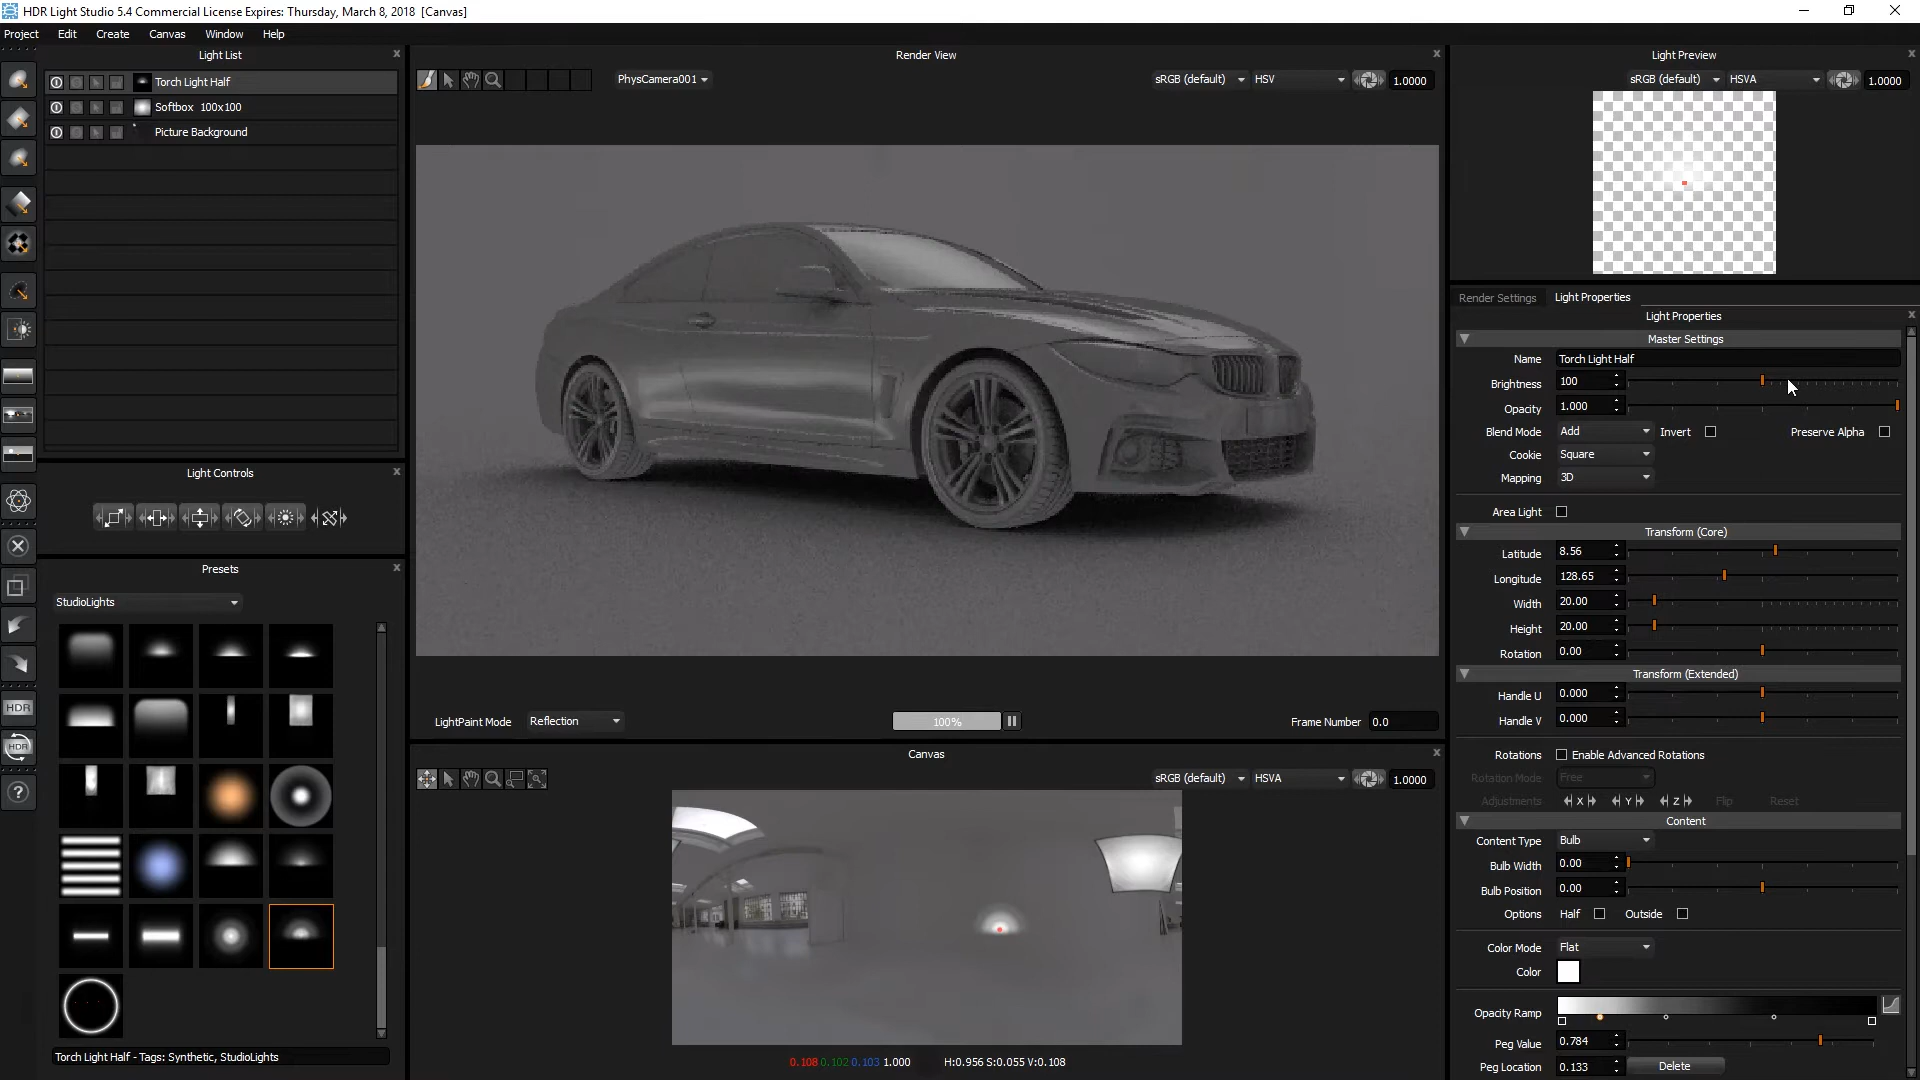 HDR Light Studio 5.4 Commercial License Expires: Thursday, March 8, 2018  [Canvas]
Project Edit Create Canvas Window Help
Light List
Torch Light Half
Softbox  100x100
Picture Background
Light Controls
Presets
StudioLights
Torch Light Half - Tags: Synthetic, StudioLights
HDR
HDR
?
Render View
PhysCamera001 sRGB (default) HSV 1.0000
LightPaint Mode Reflection 100% Frame Number 0.0
Canvas
sRGB (default) HSVA 1.0000
0.108 0.102 0.103 1.000 H:0.956 S:0.055 V:0.108
Light Preview
sRGB (default) HSVA 1.0000
Render Settings Light Properties
Light Properties
Master Settings
Name Torch Light Half
Brightness 100
Opacity 1.000
Blend Mode Add Invert Preserve Alpha
Cookie Square
Mapping 3D
Area Light
Transform (Core)
Latitude 8.56
Longitude 128.65
Width 20.00
Height 20.00
Rotation 0.00
Transform (Extended)
Handle U 0.000
Handle V 0.000
Rotations Enable Advanced Rotations
Rotation Mode Free
Adjustments X Y Z Flip Reset
Content
Content Type Bulb
Bulb Width 0.00
Bulb Position 0.00
Options Half Outside
Color Mode Flat
Color
Opacity Ramp
Peg Value 0.784
Peg Location 0.133 Delete